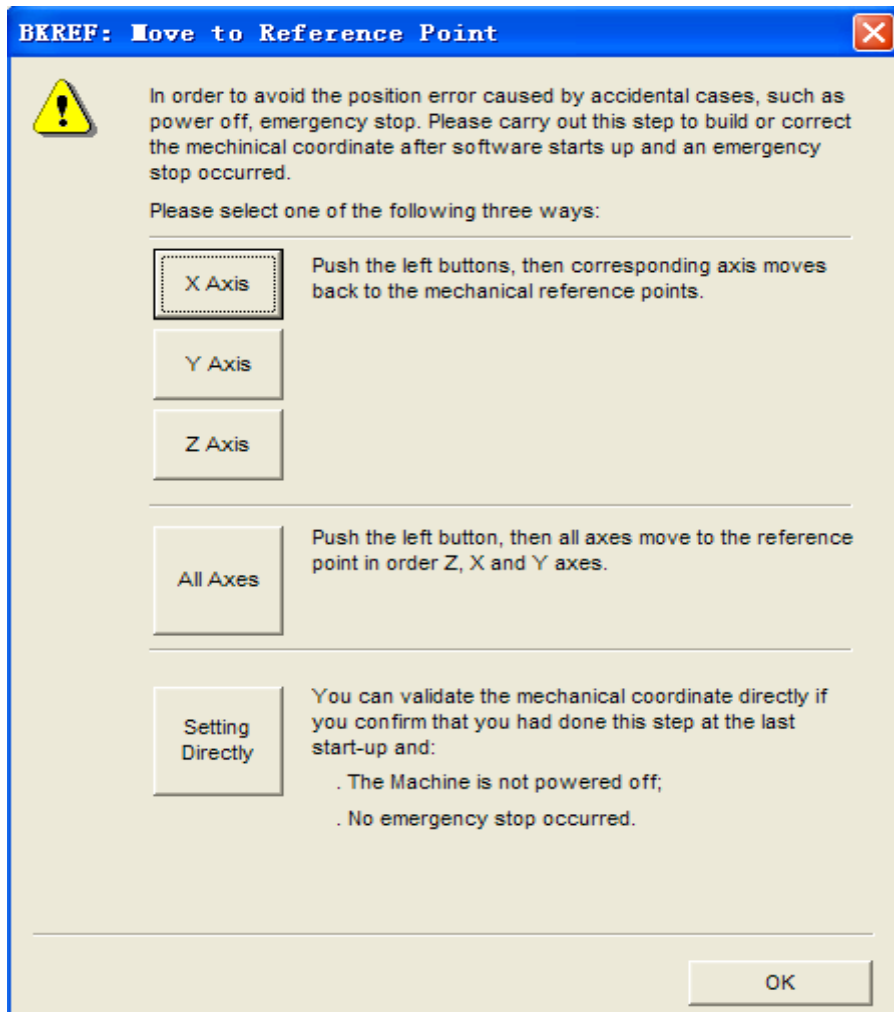 BKREF: Move to Reference Point
In order to avoid the position error caused by accidental cases, such as
power off, emergency stop. Please carry out this step to build or correct
the mechinical coordinate after software starts up and an emergency
stop occurred.
Please select one of the following three ways:
X Axis
Push the left buttons, then corresponding axis moves
back to the mechanical reference points.
Y Axis
Z Axis
All Axes
Push the left button, then all axes move to the reference
point in order Z, X and Y axes.
Setting
Directly
You can validate the mechanical coordinate directly if
you confirm that you had done this step at the last
start-up and:
. The Machine is not powered off;
. No emergency stop occurred.
OK